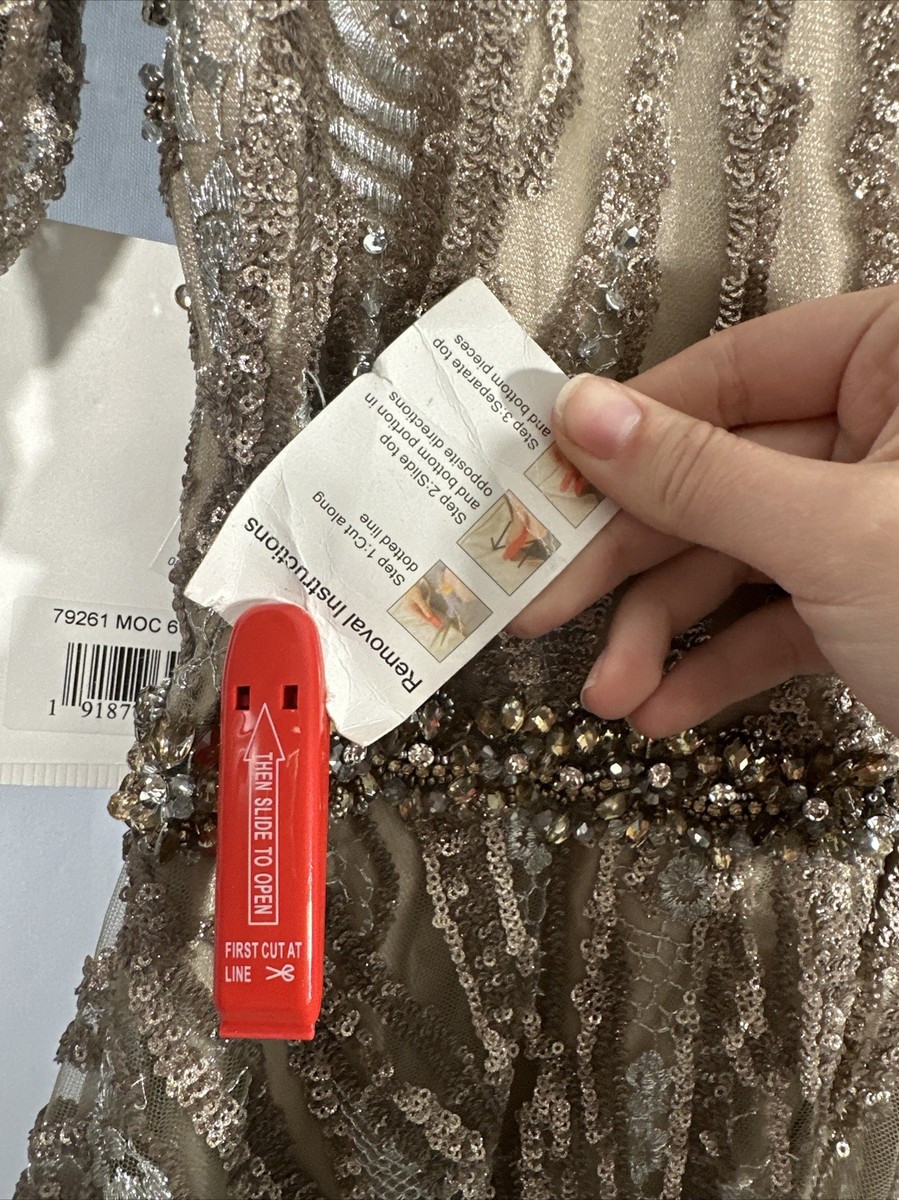 Removal Instructions
Step 1:Cut along
dotted line
Step 2:Slide top
and bottom portion in
opposite directions
Step 3:Separate top
and bottom pieces
79261 MOC 6
1 9187
THEN SLIDE TO OPEN
FIRST CUT AT
LINE